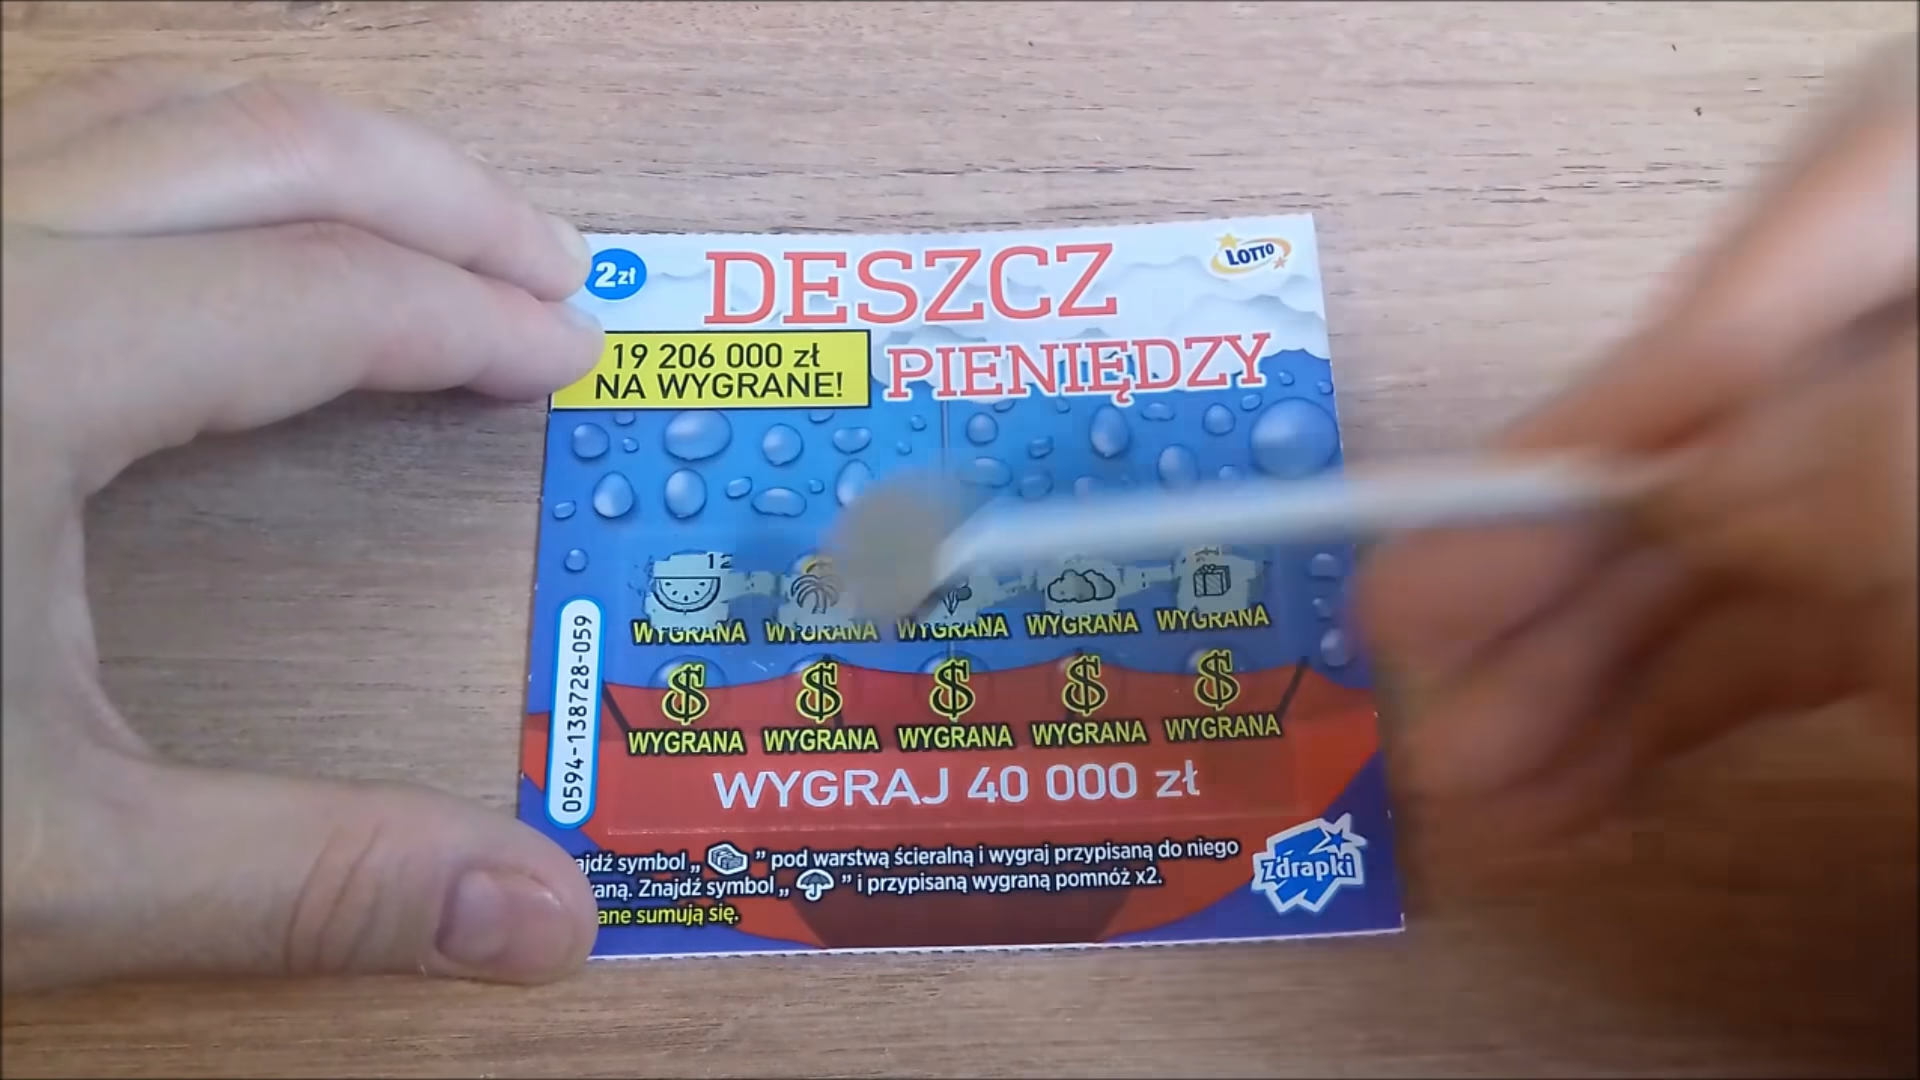 2zł
DESZCZ
LOTTO
19 206 000 zł
NA WYGRANE!
PIENIĘDZY
12
WYGRANA WYGRANA WYGRANA WYGRANA WYGRANA
$ $ $ $ $
WYGRANA WYGRANA WYGRANA WYGRANA WYGRANA
WYGRAJ 40 000 zł
0594-138728-059
ajdź symbol „ ” pod warstwą ścieralną i wygraj przypisaną do niego
raną. Znajdź symbol „ ” i przypisaną wygraną pomnóż x2.
ane sumują się.
Zdrapki